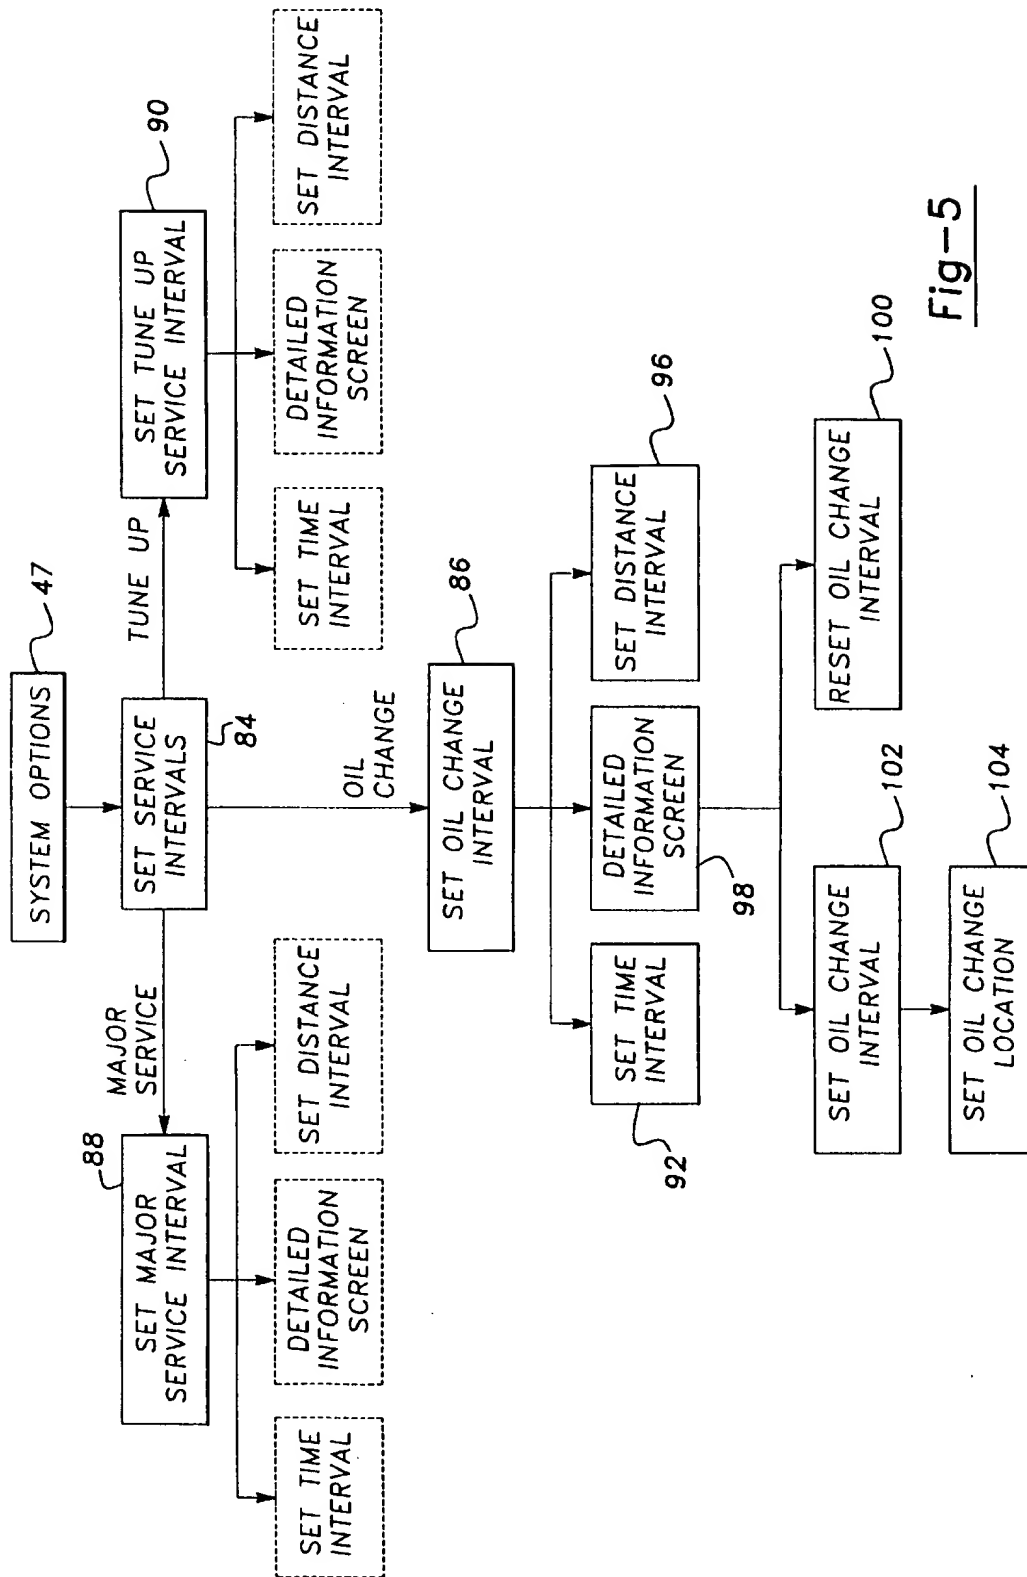 SYSTEM OPTIONS
47
SET SERVICE
INTERVALS
84
MAJOR
SERVICE
TUNE UP
OIL
CHANGE
88
SET MAJOR
SERVICE INTERVAL
SET TUNE UP
SERVICE INTERVAL
90
SET TIME
INTERVAL
DETAILED
INFORMATION
SCREEN
SET DISTANCE
INTERVAL
SET TIME
INTERVAL
DETAILED
INFORMATION
SCREEN
SET DISTANCE
INTERVAL
SET OIL CHANGE
INTERVAL
86
SET TIME
INTERVAL
92
DETAILED
INFORMATION
SCREEN
98
SET DISTANCE
INTERVAL
96
SET OIL CHANGE
INTERVAL
102
RESET OIL CHANGE
INTERVAL
100
SET OIL CHANGE
LOCATION
104
Fig-5